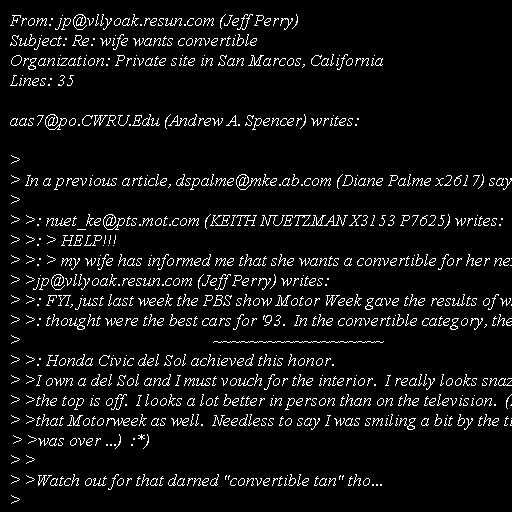 From: jp@vllyoak.resun.com (Jeff Perry)
Subject: Re: wife wants convertible
Organization: Private site in San Marcos, California
Lines: 35

aas7@po.CWRU.Edu (Andrew A. Spencer) writes:

>
> In a previous article, dspalme@mke.ab.com (Diane Palme x2617) say
>
> >: nuet_ke@pts.mot.com (KEITH NUETZMAN X3153 P7625) writes:
> >: > HELP!!!
> >: > my wife has informed me that she wants a convertible for her ne
> >jp@vllyoak.resun.com (Jeff Perry) writes:
> >: FYI, just last week the PBS show Motor Week gave the results of w
> >: thought were the best cars for '93.  In the convertible category, the
> ~~~~~~~~~~~~~~~~~~~~~
> >: Honda Civic del Sol achieved this honor.
> >I own a del Sol and I must vouch for the interior.  I really looks snaz
> >the top is off.  I looks a lot better in person than on the television.  (
> >that Motorweek as well.  Needless to say I was smiling a bit by the ti
> >was over ...)  :*)
> >
> >Watch out for that darned "convertible tan" tho...
>